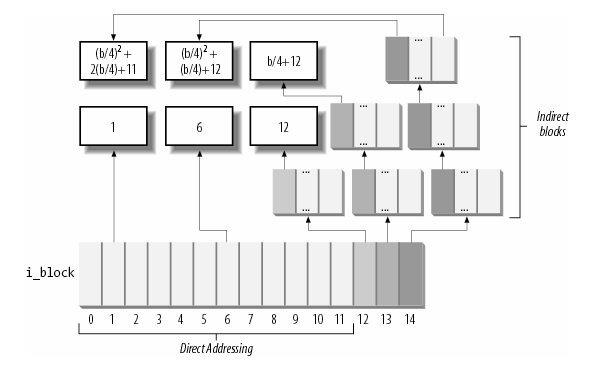 (b/4)² +
2(b/4)+11
(b/4)² +
(b/4)+12
b/4+12
...
...
1
6
12
...
...
...
...
Indirect
blocks
...
...
...
...
...
...
i_block
0 1 2 3 4 5 6 7 8 9 10 11 12 13 14
Direct Addressing